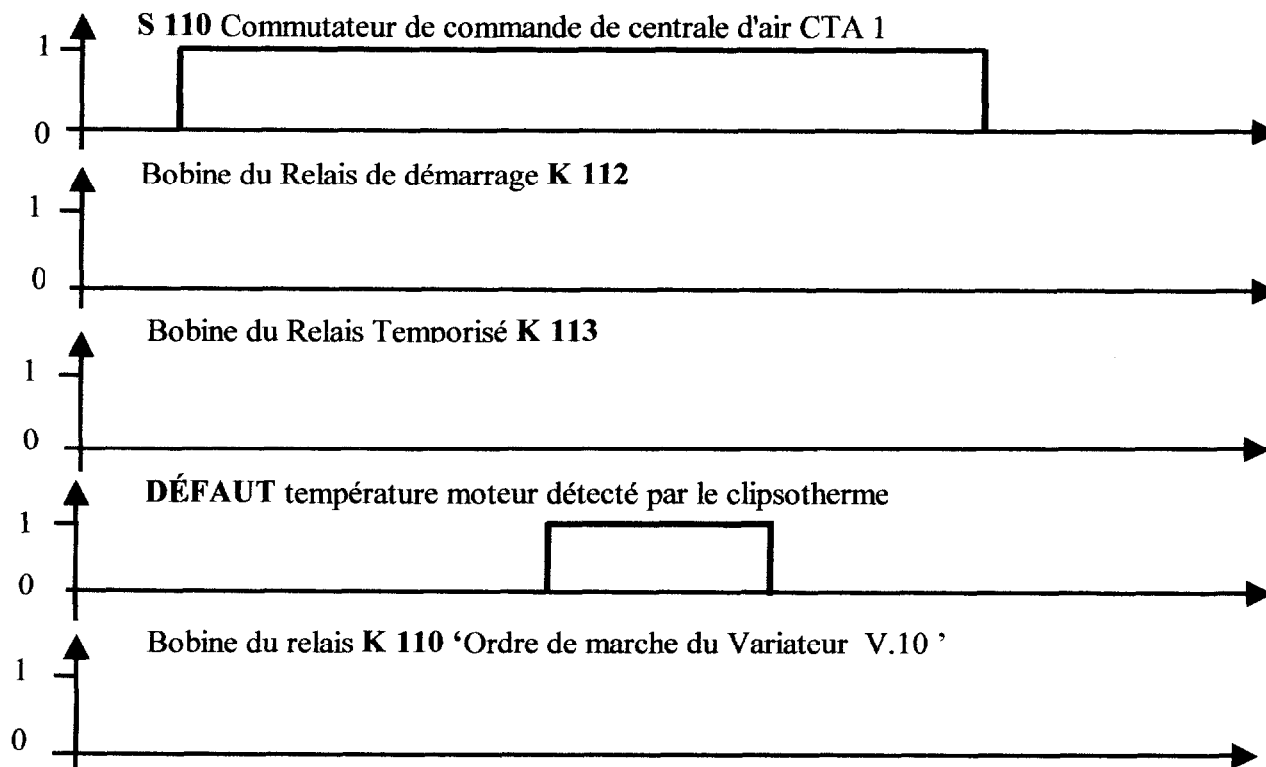 S 110 Commutateur de commande de centrale d'air CTA 1
1
0
Bobine du Relais de démarrage K 112
1
0
Bobine du Relais Temporisé K 113
1
0
DÉFAUT température moteur détecté par le clipsotherme
1
0
Bobine du relais K 110 ‘Ordre de marche du Variateur V.10 ’
1
0